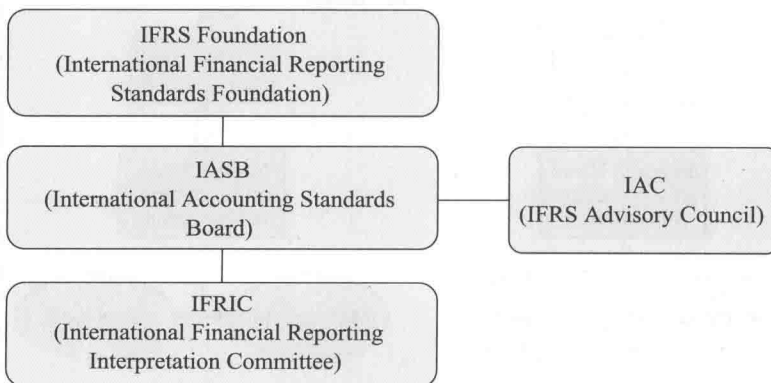 IFRS Foundation
(International Financial Reporting
Standards Foundation)
IASB
(International Accounting Standards
Board)
IAC
(IFRS Advisory Council)
IFRIC
(International Financial Reporting
Interpretation Committee)